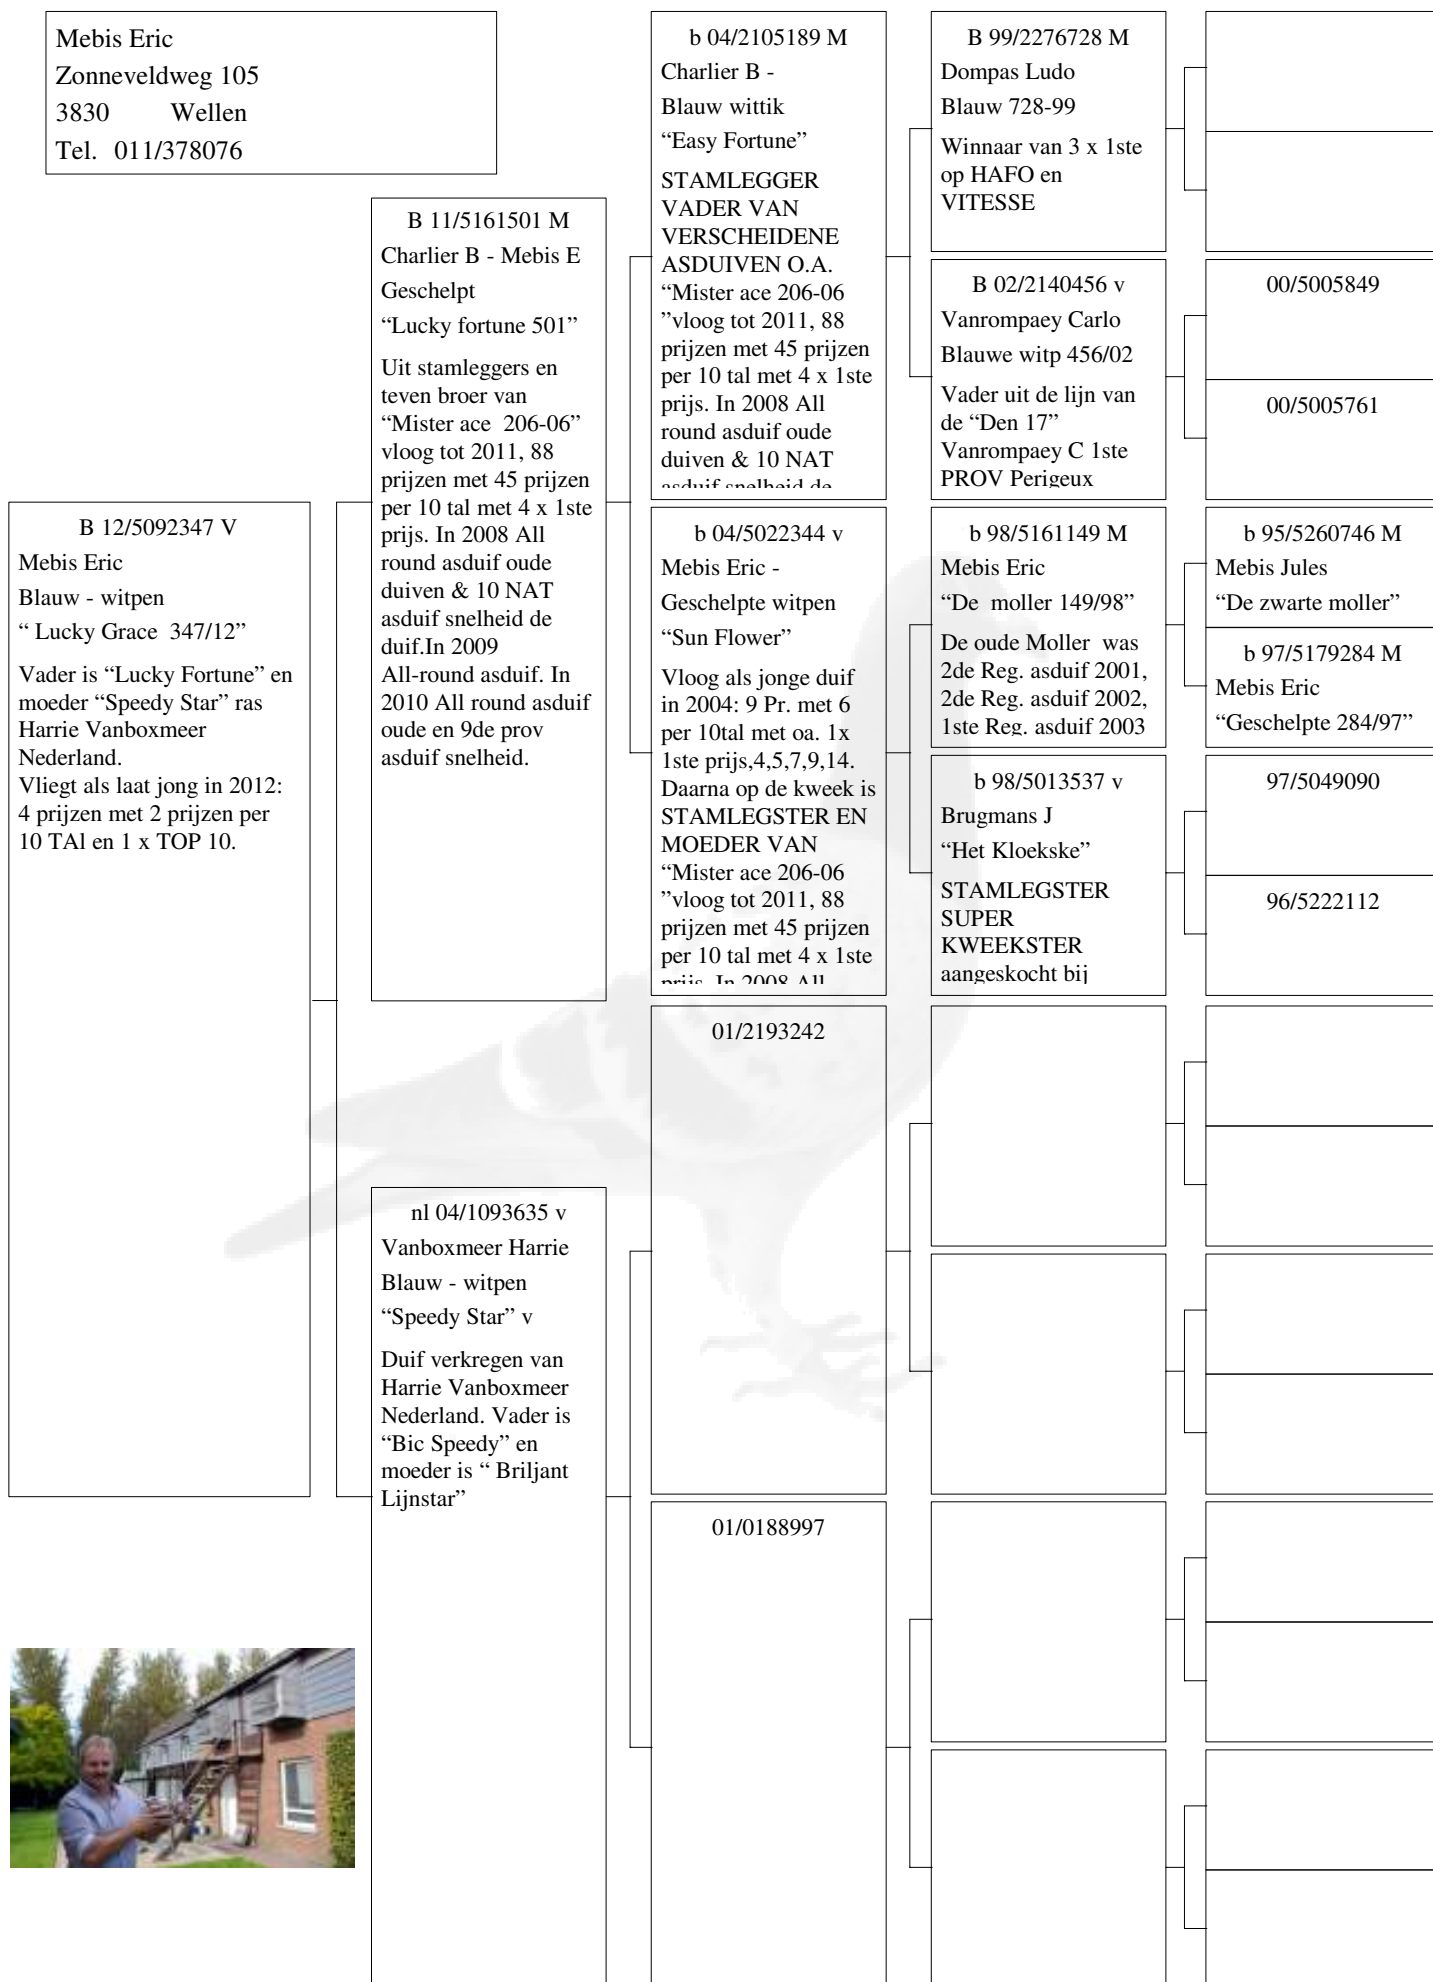 Mebis Eric
Zonneveldweg 105
3830 Wellen
Tel. 011/378076
B 12/5092347 V
Mebis Eric
Blauw - witpen
“ Lucky Grace 347/12”
Vader is “Lucky Fortune” en
moeder “Speedy Star” ras
Harrie Vanboxmeer
Nederland.
Vliegt als laat jong in 2012:
4 prijzen met 2 prijzen per
10 TAl en 1 x TOP 10.
B 11/5161501 M
Charlier B - Mebis E
Geschelpt
“Lucky fortune 501”
Uit stamleggers en
teven broer van
“Mister ace 206-06”
vloog tot 2011, 88
prijzen met 45 prijzen
per 10 tal met 4 x 1ste
prijs. In 2008 All
round asduif oude
duiven & 10 NAT
asduif snelheid de
duif.In 2009
All-round asduif. In
2010 All round asduif
oude en 9de prov
asduif snelheid.
nl 04/1093635 v
Vanboxmeer Harrie
Blauw - witpen
“Speedy Star” v
Duif verkregen van
Harrie Vanboxmeer
Nederland. Vader is
“Bic Speedy” en
moeder is “ Briljant
Lijnstar”
b 04/2105189 M
Charlier B -
Blauw wittik
“Easy Fortune”
STAMLEGGER
VADER VAN
VERSCHEIDENE
ASDUIVEN O.A.
“Mister ace 206-06
”vloog tot 2011, 88
prijzen met 45 prijzen
per 10 tal met 4 x 1ste
prijs. In 2008 All
round asduif oude
duiven & 10 NAT
asduif snelheid de
b 04/5022344 v
Mebis Eric -
Geschelpte witpen
“Sun Flower”
Vloog als jonge duif
in 2004: 9 Pr. met 6
per 10tal met oa. 1x
1ste prijs,4,5,7,9,14.
Daarna op de kweek is
STAMLEGSTER EN
MOEDER VAN
“Mister ace 206-06
”vloog tot 2011, 88
prijzen met 45 prijzen
per 10 tal met 4 x 1ste
prijs. In 2008 All
01/2193242
01/0188997
B 99/2276728 M
Dompas Ludo
Blauw 728-99
Winnaar van 3 x 1ste
op HAFO en
VITESSE
B 02/2140456 v
Vanrompaey Carlo
Blauwe witp 456/02
Vader uit de lijn van
de “Den 17”
Vanrompaey C 1ste
PROV Perigeux
b 98/5161149 M
Mebis Eric
“De moller 149/98”
De oude Moller was
2de Reg. asduif 2001,
2de Reg. asduif 2002,
1ste Reg. asduif 2003
b 98/5013537 v
Brugmans J
“Het Kloekske”
STAMLEGSTER
SUPER
KWEEKSTER
aangeskocht bij
00/5005849
00/5005761
b 95/5260746 M
Mebis Jules
“De zwarte moller”
b 97/5179284 M
Mebis Eric
“Geschelpte 284/97”
97/5049090
96/5222112